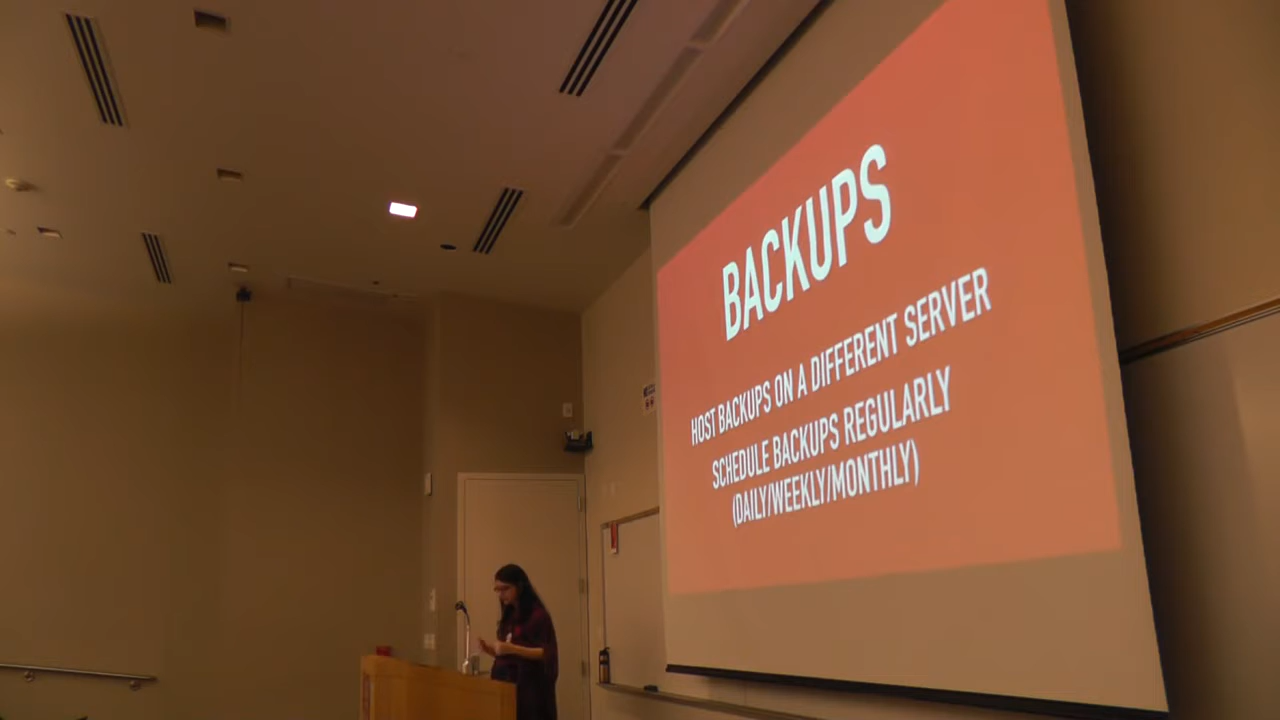 BACKUPS
HOST BACKUPS ON A DIFFERENT SERVER
SCHEDULE BACKUPS REGULARLY
(DAILY/WEEKLY/MONTHLY)